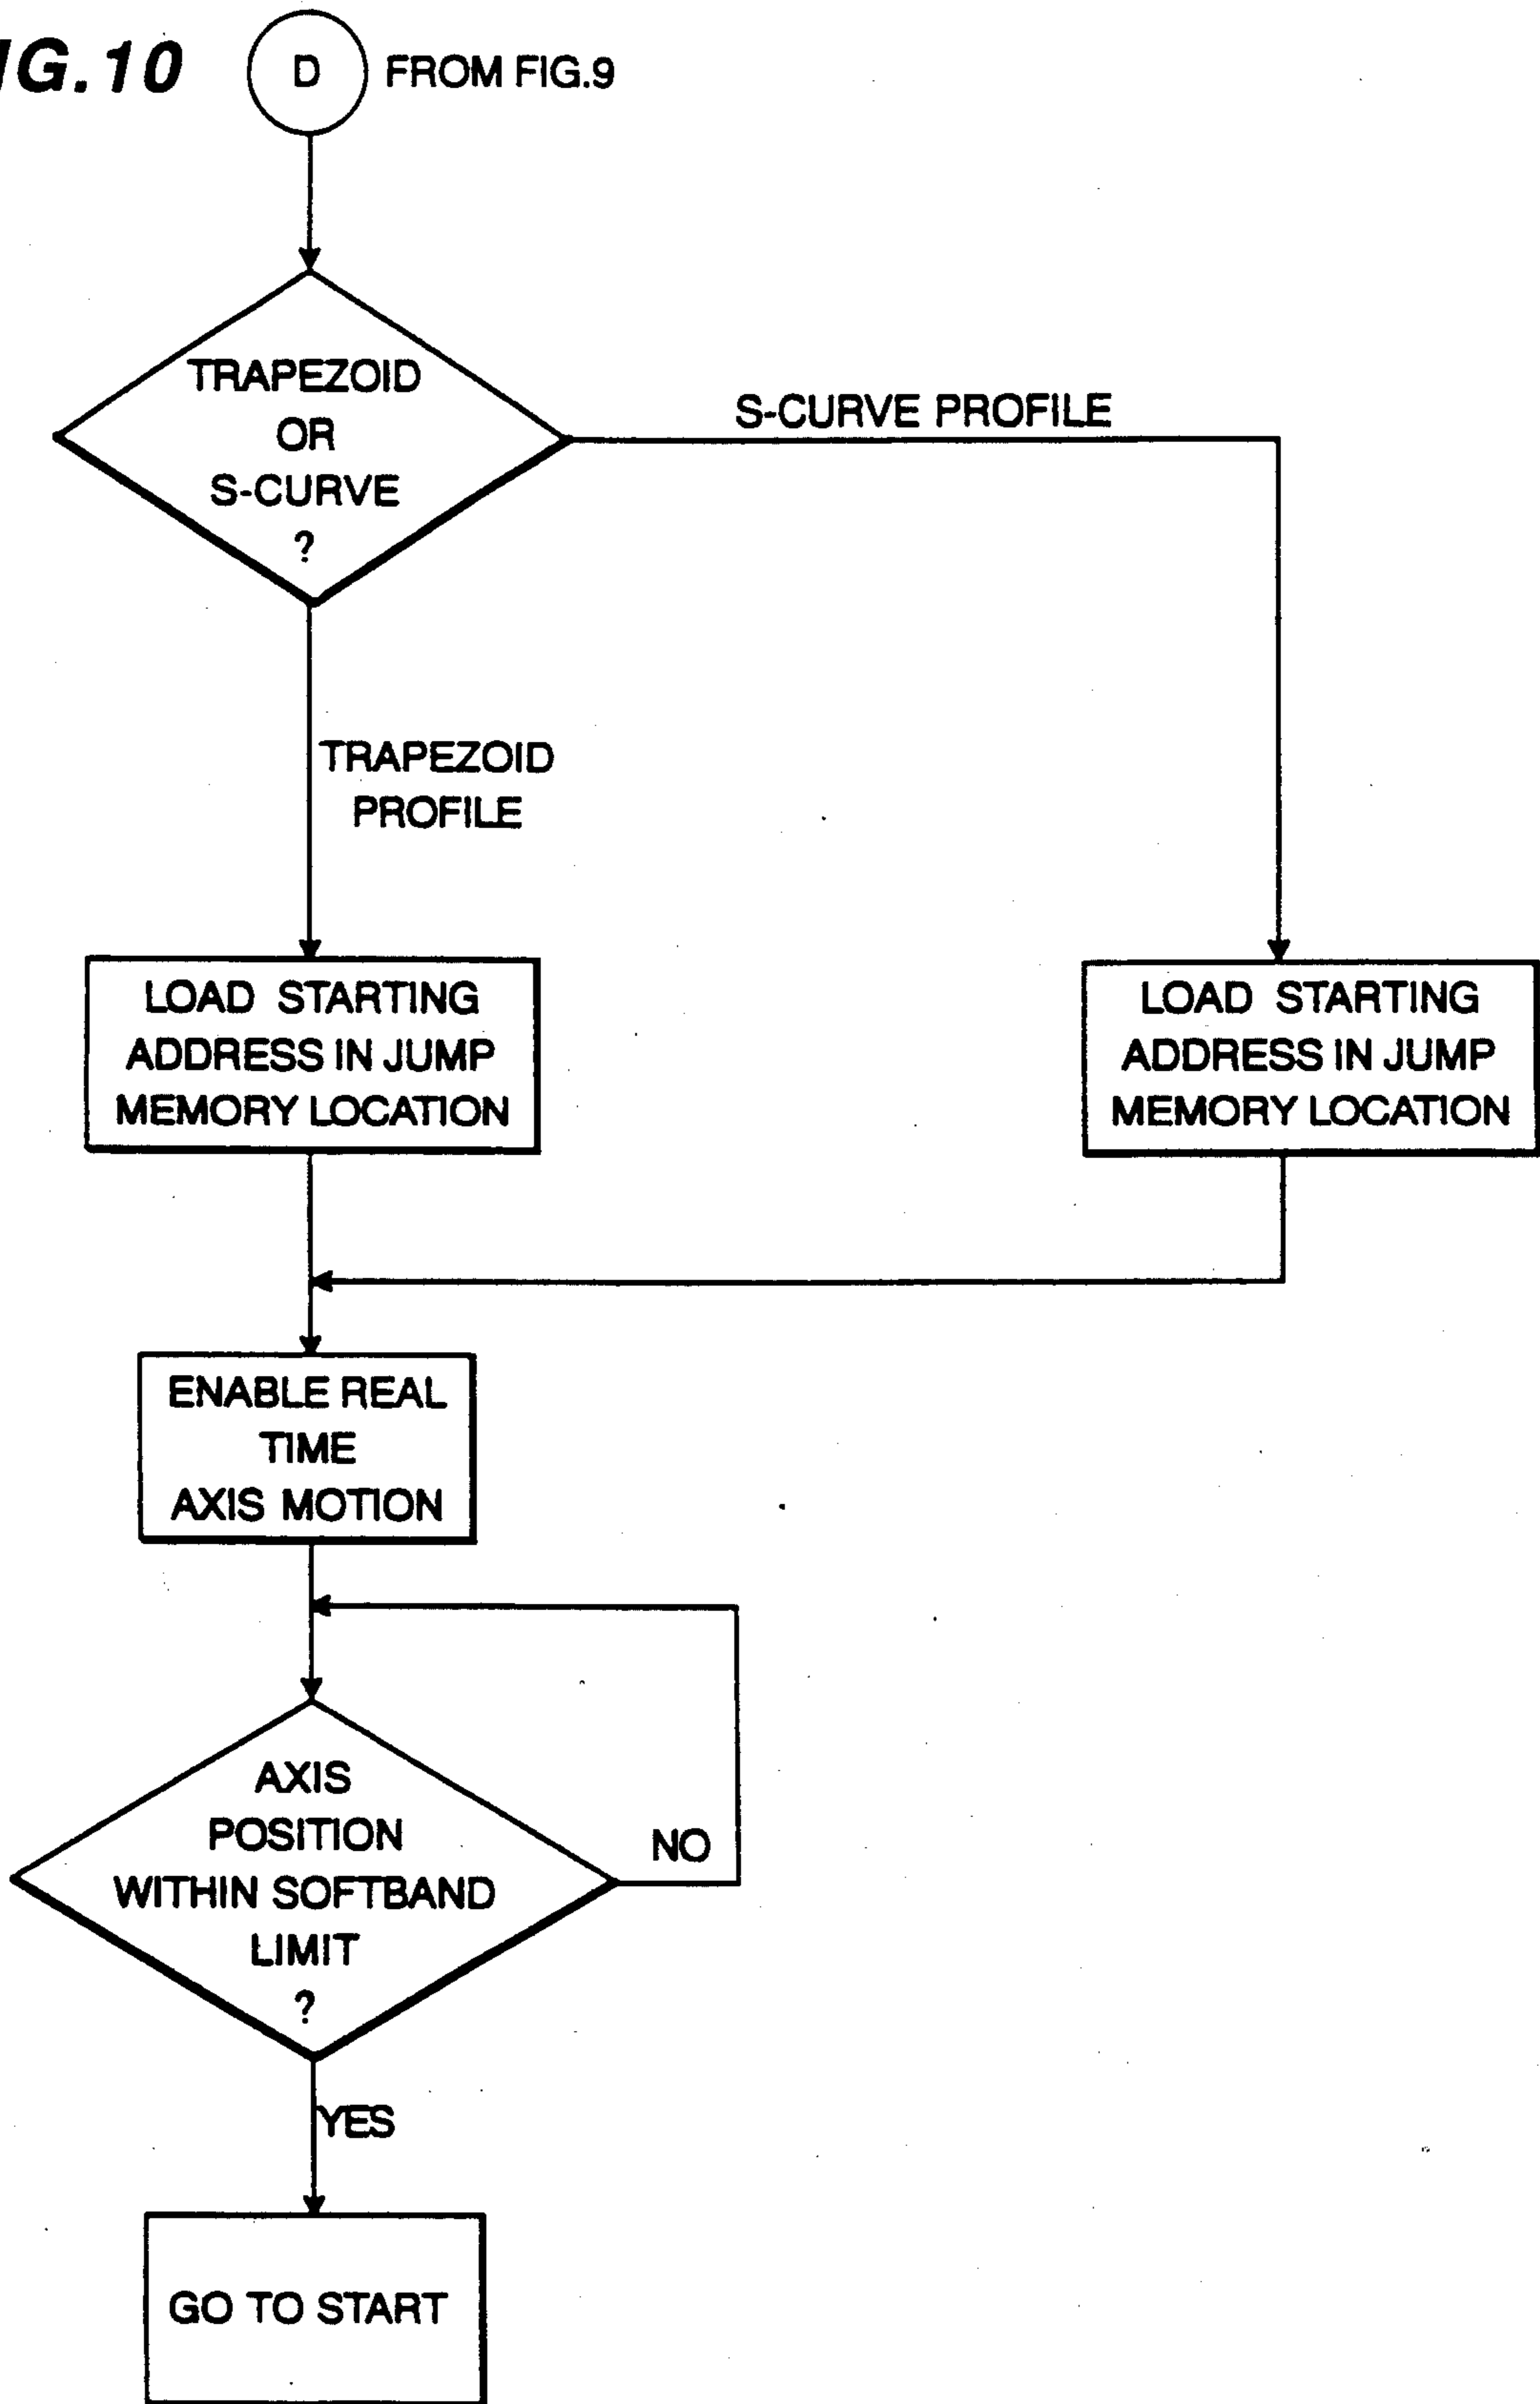 IG.10
D
FROM FIG.9
TRAPEZOID
OR
S-CURVE
?
S-CURVE PROFILE
TRAPEZOID
PROFILE
LOAD STARTING
ADDRESS IN JUMP
MEMORY LOCATION
LOAD STARTING
ADDRESS IN JUMP
MEMORY LOCATION
ENABLE REAL
TIME
AXIS MOTION
AXIS
POSITION
WITHIN SOFTBAND
LIMIT
?
NO
YES
GO TO START